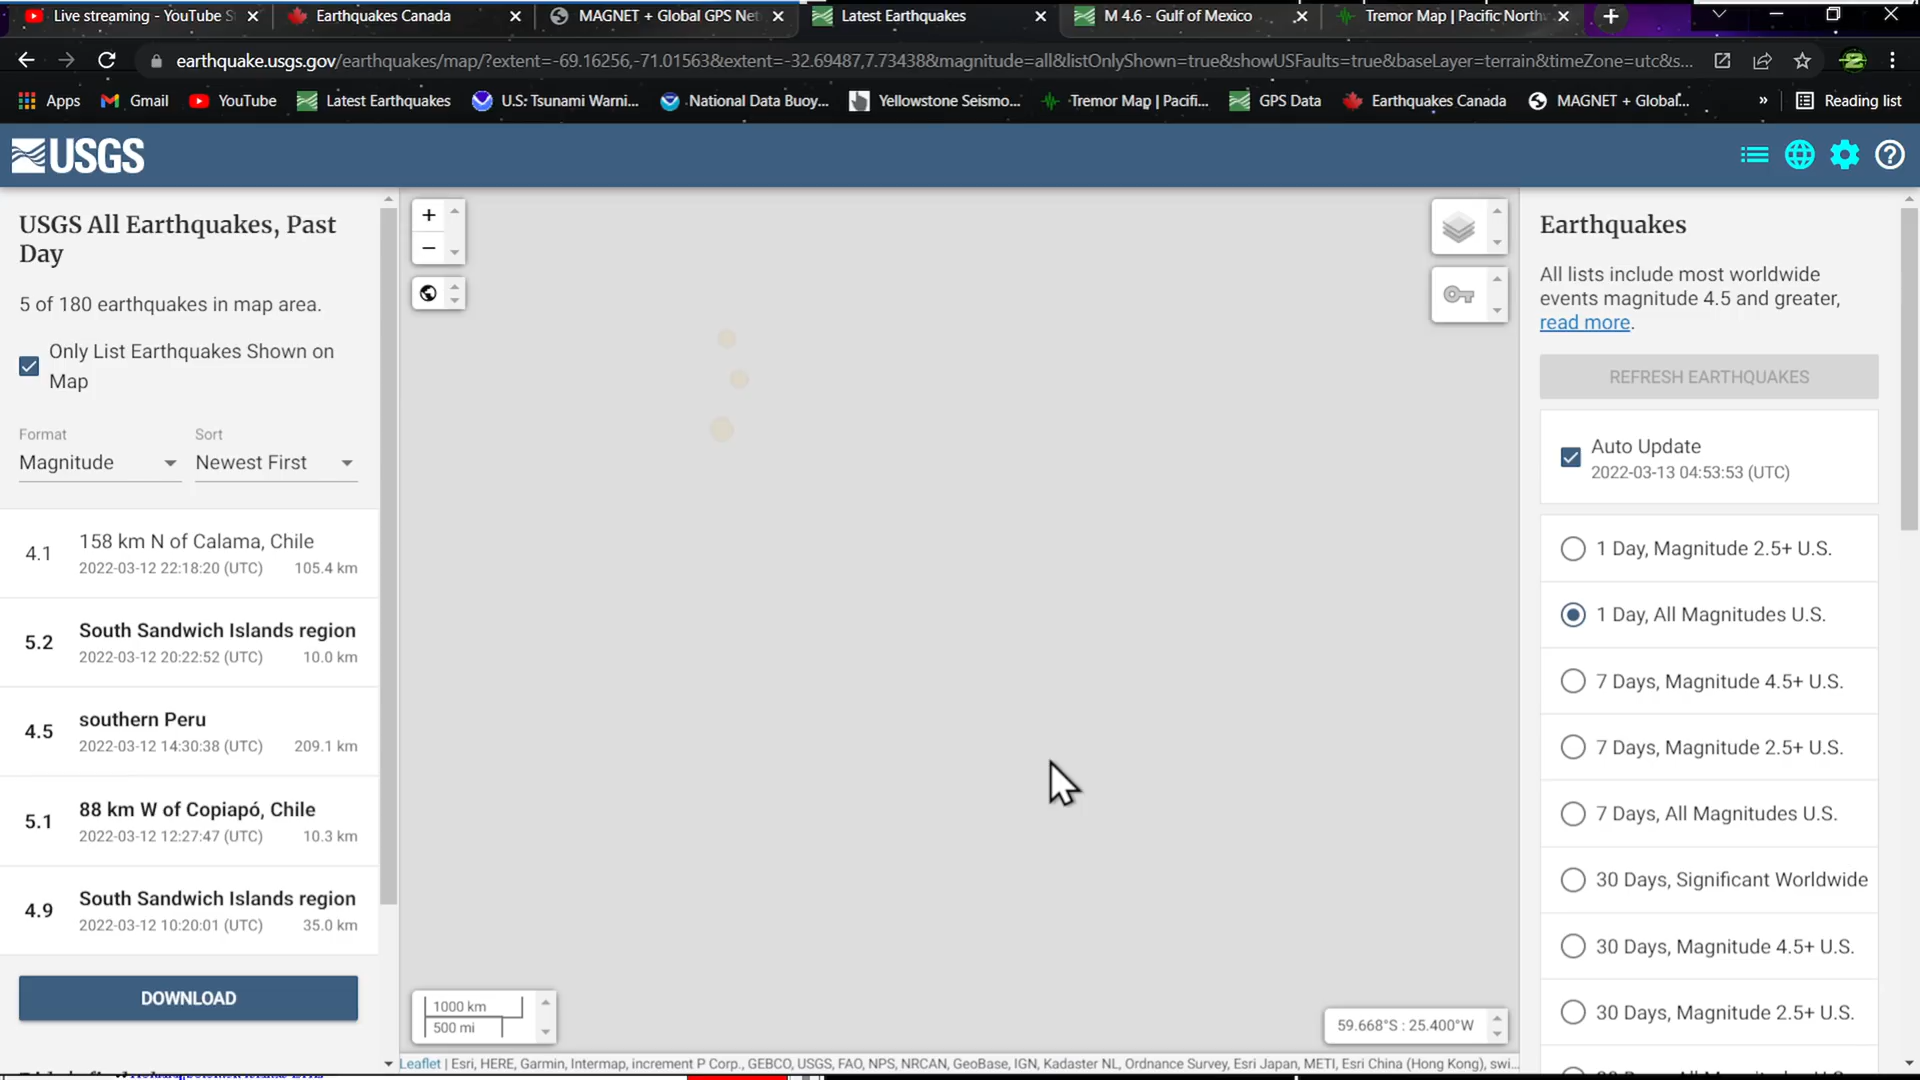 Live streaming - YouTube S
Earthquakes Canada
MAGNET + Global GPS Net
Latest Earthquakes
M 4.6 - Gulf of Mexico
Tremor Map | Pacific Northw
earthquake.usgs.gov/earthquakes/map/?extent=-69.16256,-71.01563&extent=-32.69487,7.73438&magnitude=all&listOnlyShown=true&showUSFaults=true&baseLayer=terrain&timeZone=utc&s...
Apps
Gmail
YouTube
Latest Earthquakes
U.S: Tsunami Warni...
National Data Buoy...
Yellowstone Seismo...
Tremor Map | Pacifi...
GPS Data
Earthquakes Canada
MAGNET + Global...
»
Reading list
USGS
USGS All Earthquakes, Past
Day
5 of 180 earthquakes in map area.
Only List Earthquakes Shown on
Map
Format
Sort
Magnitude
Newest First
4.1
158 km N of Calama, Chile
2022-03-12 22:18:20 (UTC) 105.4 km
5.2
South Sandwich Islands region
2022-03-12 20:22:52 (UTC) 10.0 km
4.5
southern Peru
2022-03-12 14:30:38 (UTC) 209.1 km
5.1
88 km W of Copiapó, Chile
2022-03-12 12:27:47 (UTC) 10.3 km
4.9
South Sandwich Islands region
2022-03-12 10:20:01 (UTC) 35.0 km
DOWNLOAD
+
−
1000 km
500 mi
59.668°S : 25.400°W
Leaflet | Esri, HERE, Garmin, Intermap, increment P Corp., GEBCO, USGS, FAO, NPS, NRCAN, GeoBase, IGN, Kadaster NL, Ordnance Survey, Esri Japan, METI, Esri China (Hong Kong), swi...
Earthquakes
All lists include most worldwide
events magnitude 4.5 and greater,
read more.
REFRESH EARTHQUAKES
Auto Update
2022-03-13 04:53:53 (UTC)
1 Day, Magnitude 2.5+ U.S.
1 Day, All Magnitudes U.S.
7 Days, Magnitude 4.5+ U.S.
7 Days, Magnitude 2.5+ U.S.
7 Days, All Magnitudes U.S.
30 Days, Significant Worldwide
30 Days, Magnitude 4.5+ U.S.
30 Days, Magnitude 2.5+ U.S.